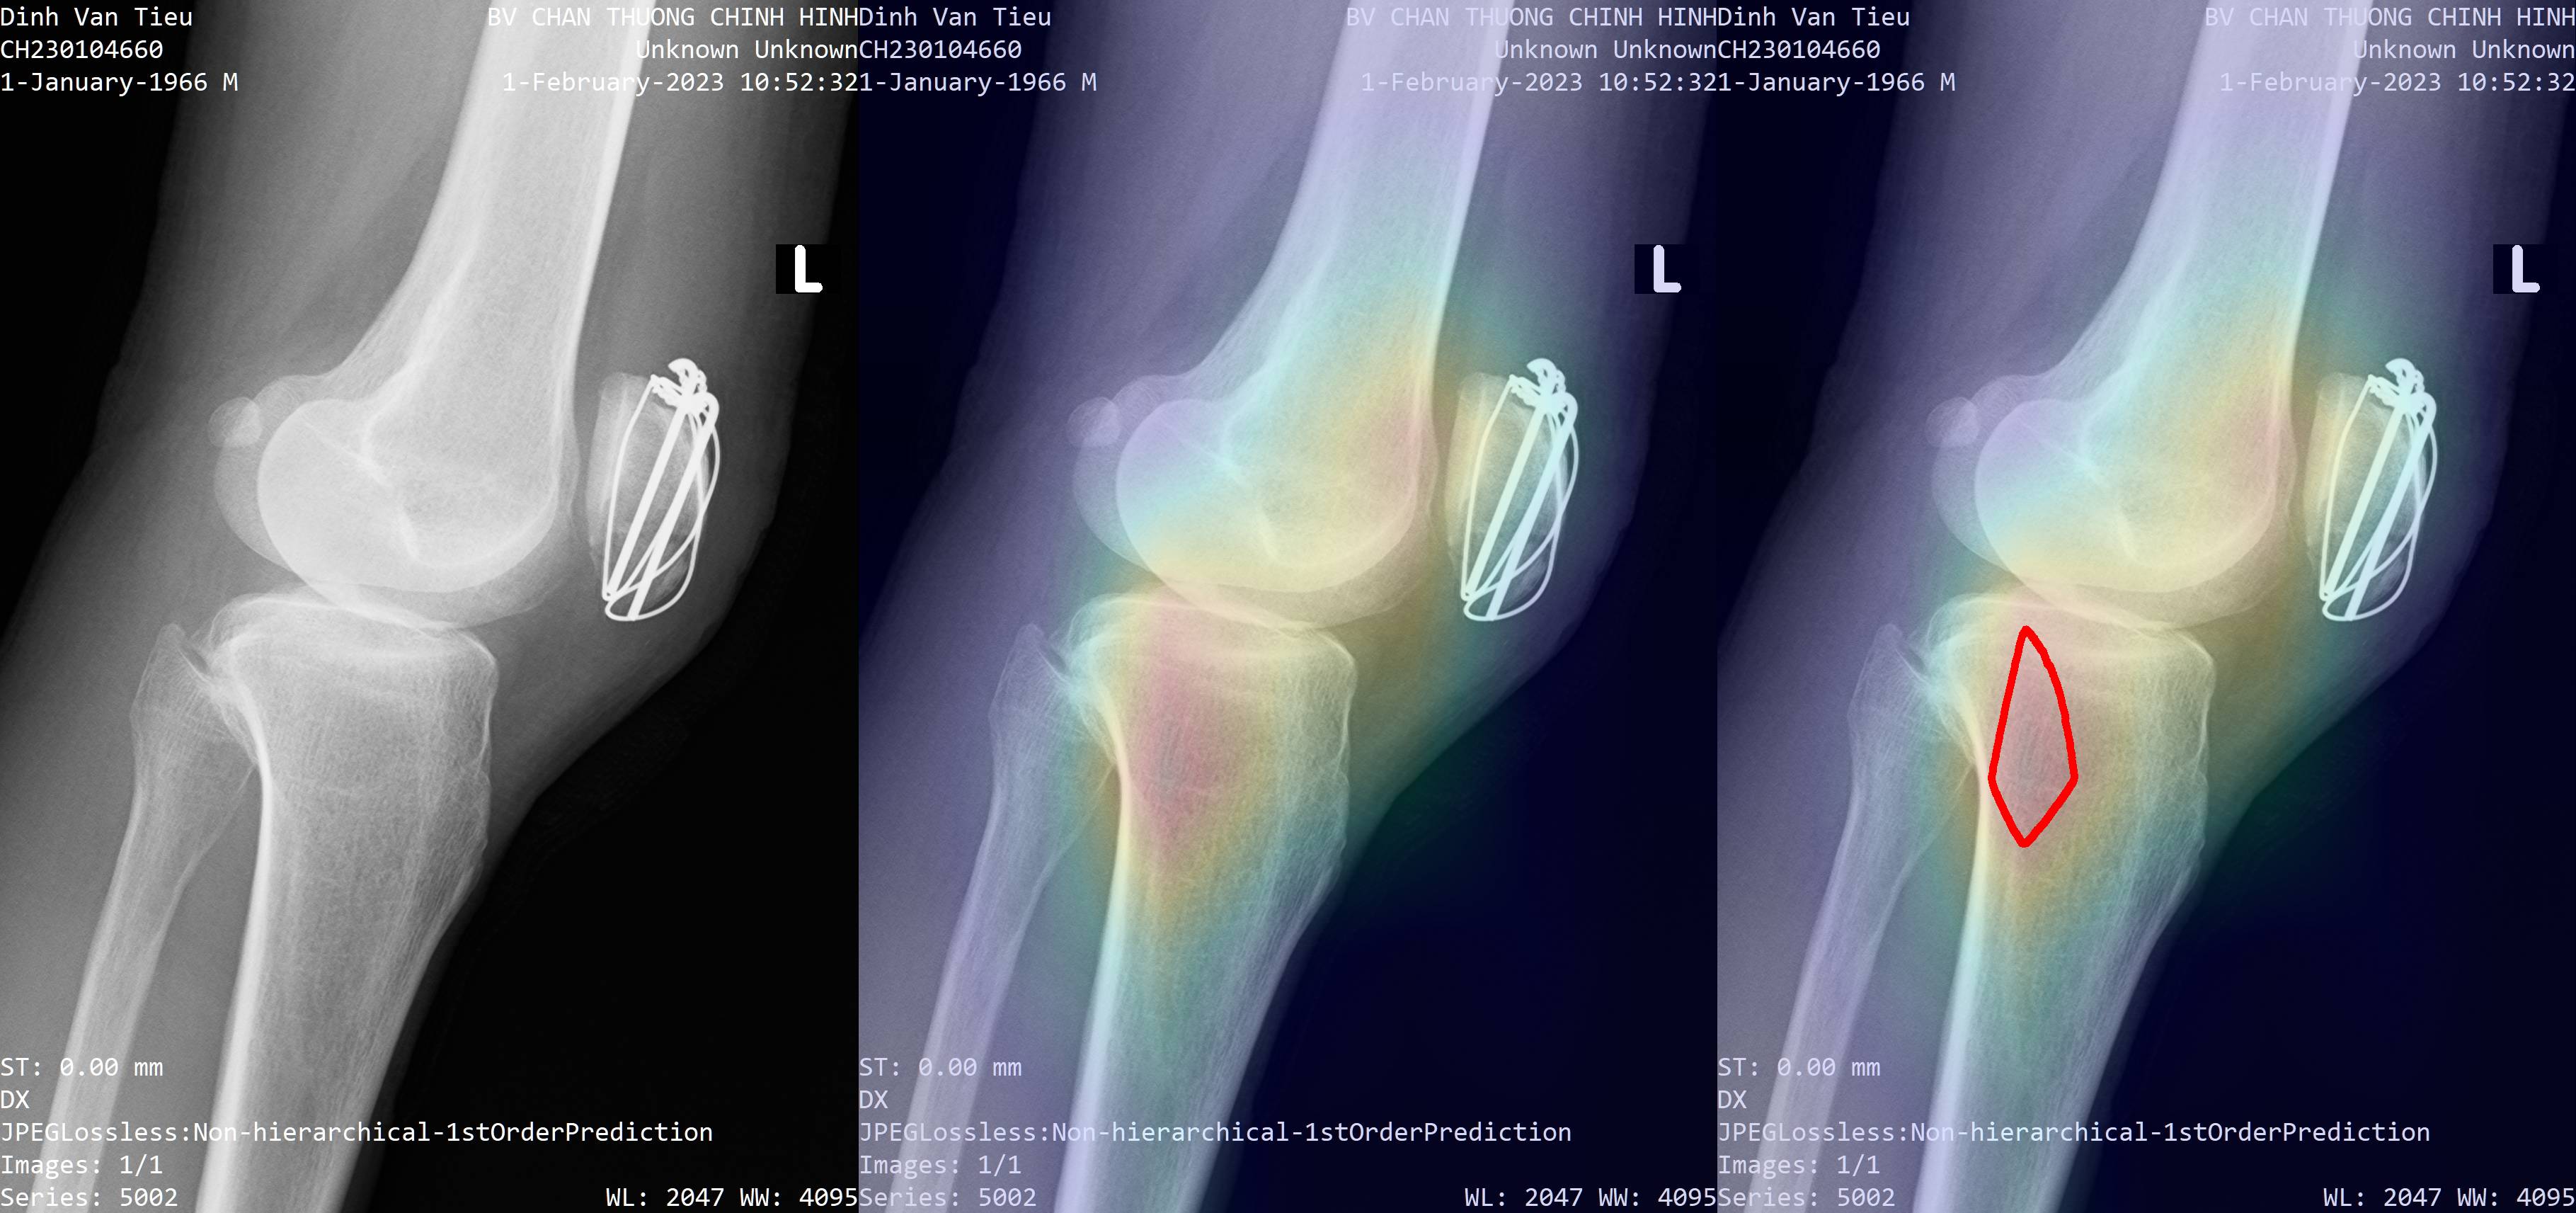 Dinh Van Tieu
CH230104660
1-January-1966 M
BV CHAN THUONG CHINH HINH
Unknown Unknown
1-February-2023 10:52:32
L
ST: 0.00 mm
DX
JPEGLossless:Non-hierarchical-1stOrderPrediction
Images: 1/1
Series: 5002
WL: 2047 WW: 4095
Dinh Van Tieu
CH230104660
1-January-1966 M
BV CHAN THUONG CHINH HINH
Unknown Unknown
1-February-2023 10:52:32
L
ST: 0.00 mm
DX
JPEGLossless:Non-hierarchical-1stOrderPrediction
Images: 1/1
Series: 5002
WL: 2047 WW: 4095
Dinh Van Tieu
CH230104660
1-January-1966 M
BV CHAN THUONG CHINH HINH
Unknown Unknown
1-February-2023 10:52:32
L
ST: 0.00 mm
DX
JPEGLossless:Non-hierarchical-1stOrderPrediction
Images: 1/1
Series: 5002
WL: 2047 WW: 4095